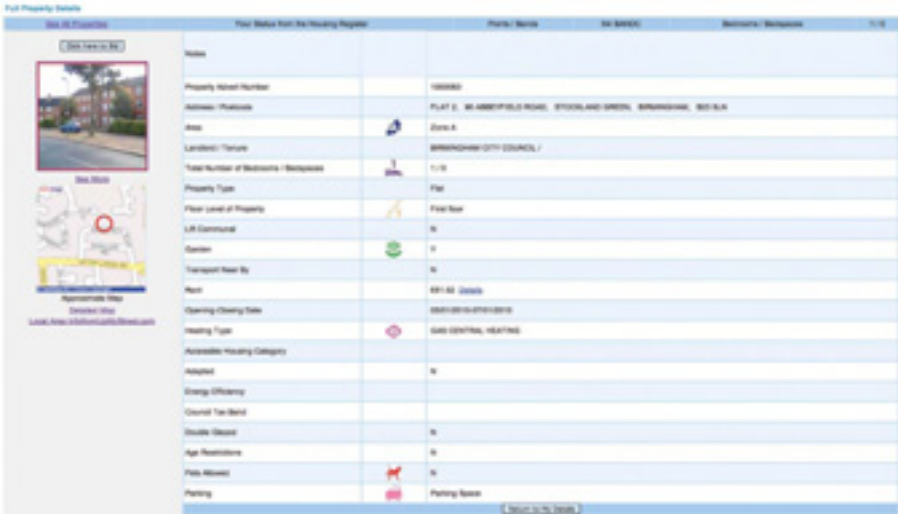 Full Property Details
See All Properties Your Status from the Housing Register Points / Bands Bedrooms / Bedspaces 1 / 0
Click here to Bid
See More
Approximate Map
Detailed Map
Notes
Property Advert Number
Address / Postcode FLAT 2, ABBEYFIELD ROAD, STOCKLAND GREEN, BIRMINGHAM,
Area Zone A
Landlord / Tenure BIRMINGHAM CITY COUNCIL /
Total Number of Bedrooms / Bedspaces 1 / 0
Property Type Flat
Floor Level of Property First floor
Lift Communal N
Garden Y
Transport Near By N
Rent Details
Opening-Closing Date
Heating Type GAS CENTRAL HEATING
Accessible Housing Category
Adapted N
Energy Efficiency
Council Tax Band
Double Glazed N
Age Restrictions N
Pets Allowed N
Parking Parking Space
Return to My Details